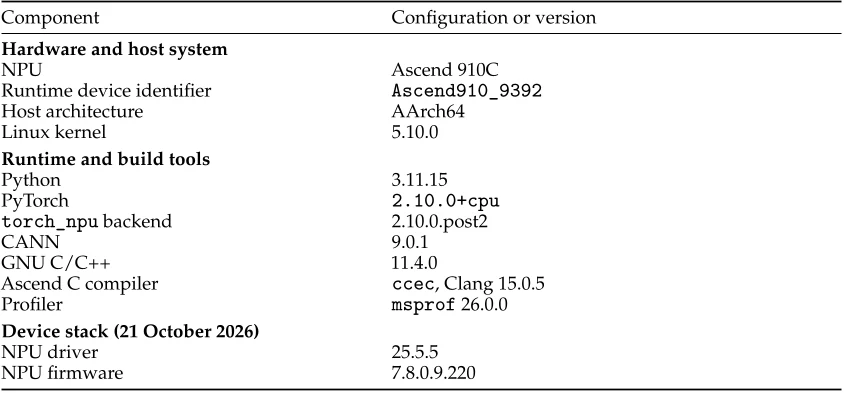 Component Configuration or version
Hardware and host system
NPU Ascend 910C
Runtime device identifier Ascend910_9392
Host architecture AArch64
Linux kernel 5.10.0
Runtime and build tools
Python 3.11.15
PyTorch 2.10.0+cpu
torch_npu backend 2.10.0.post2
CANN 9.0.1
GNU C/C++ 11.4.0
Ascend C compiler ccec, Clang 15.0.5
Profiler msprof 26.0.0
Device stack (21 October 2026)
NPU driver 25.5.5
NPU firmware 7.8.0.9.220